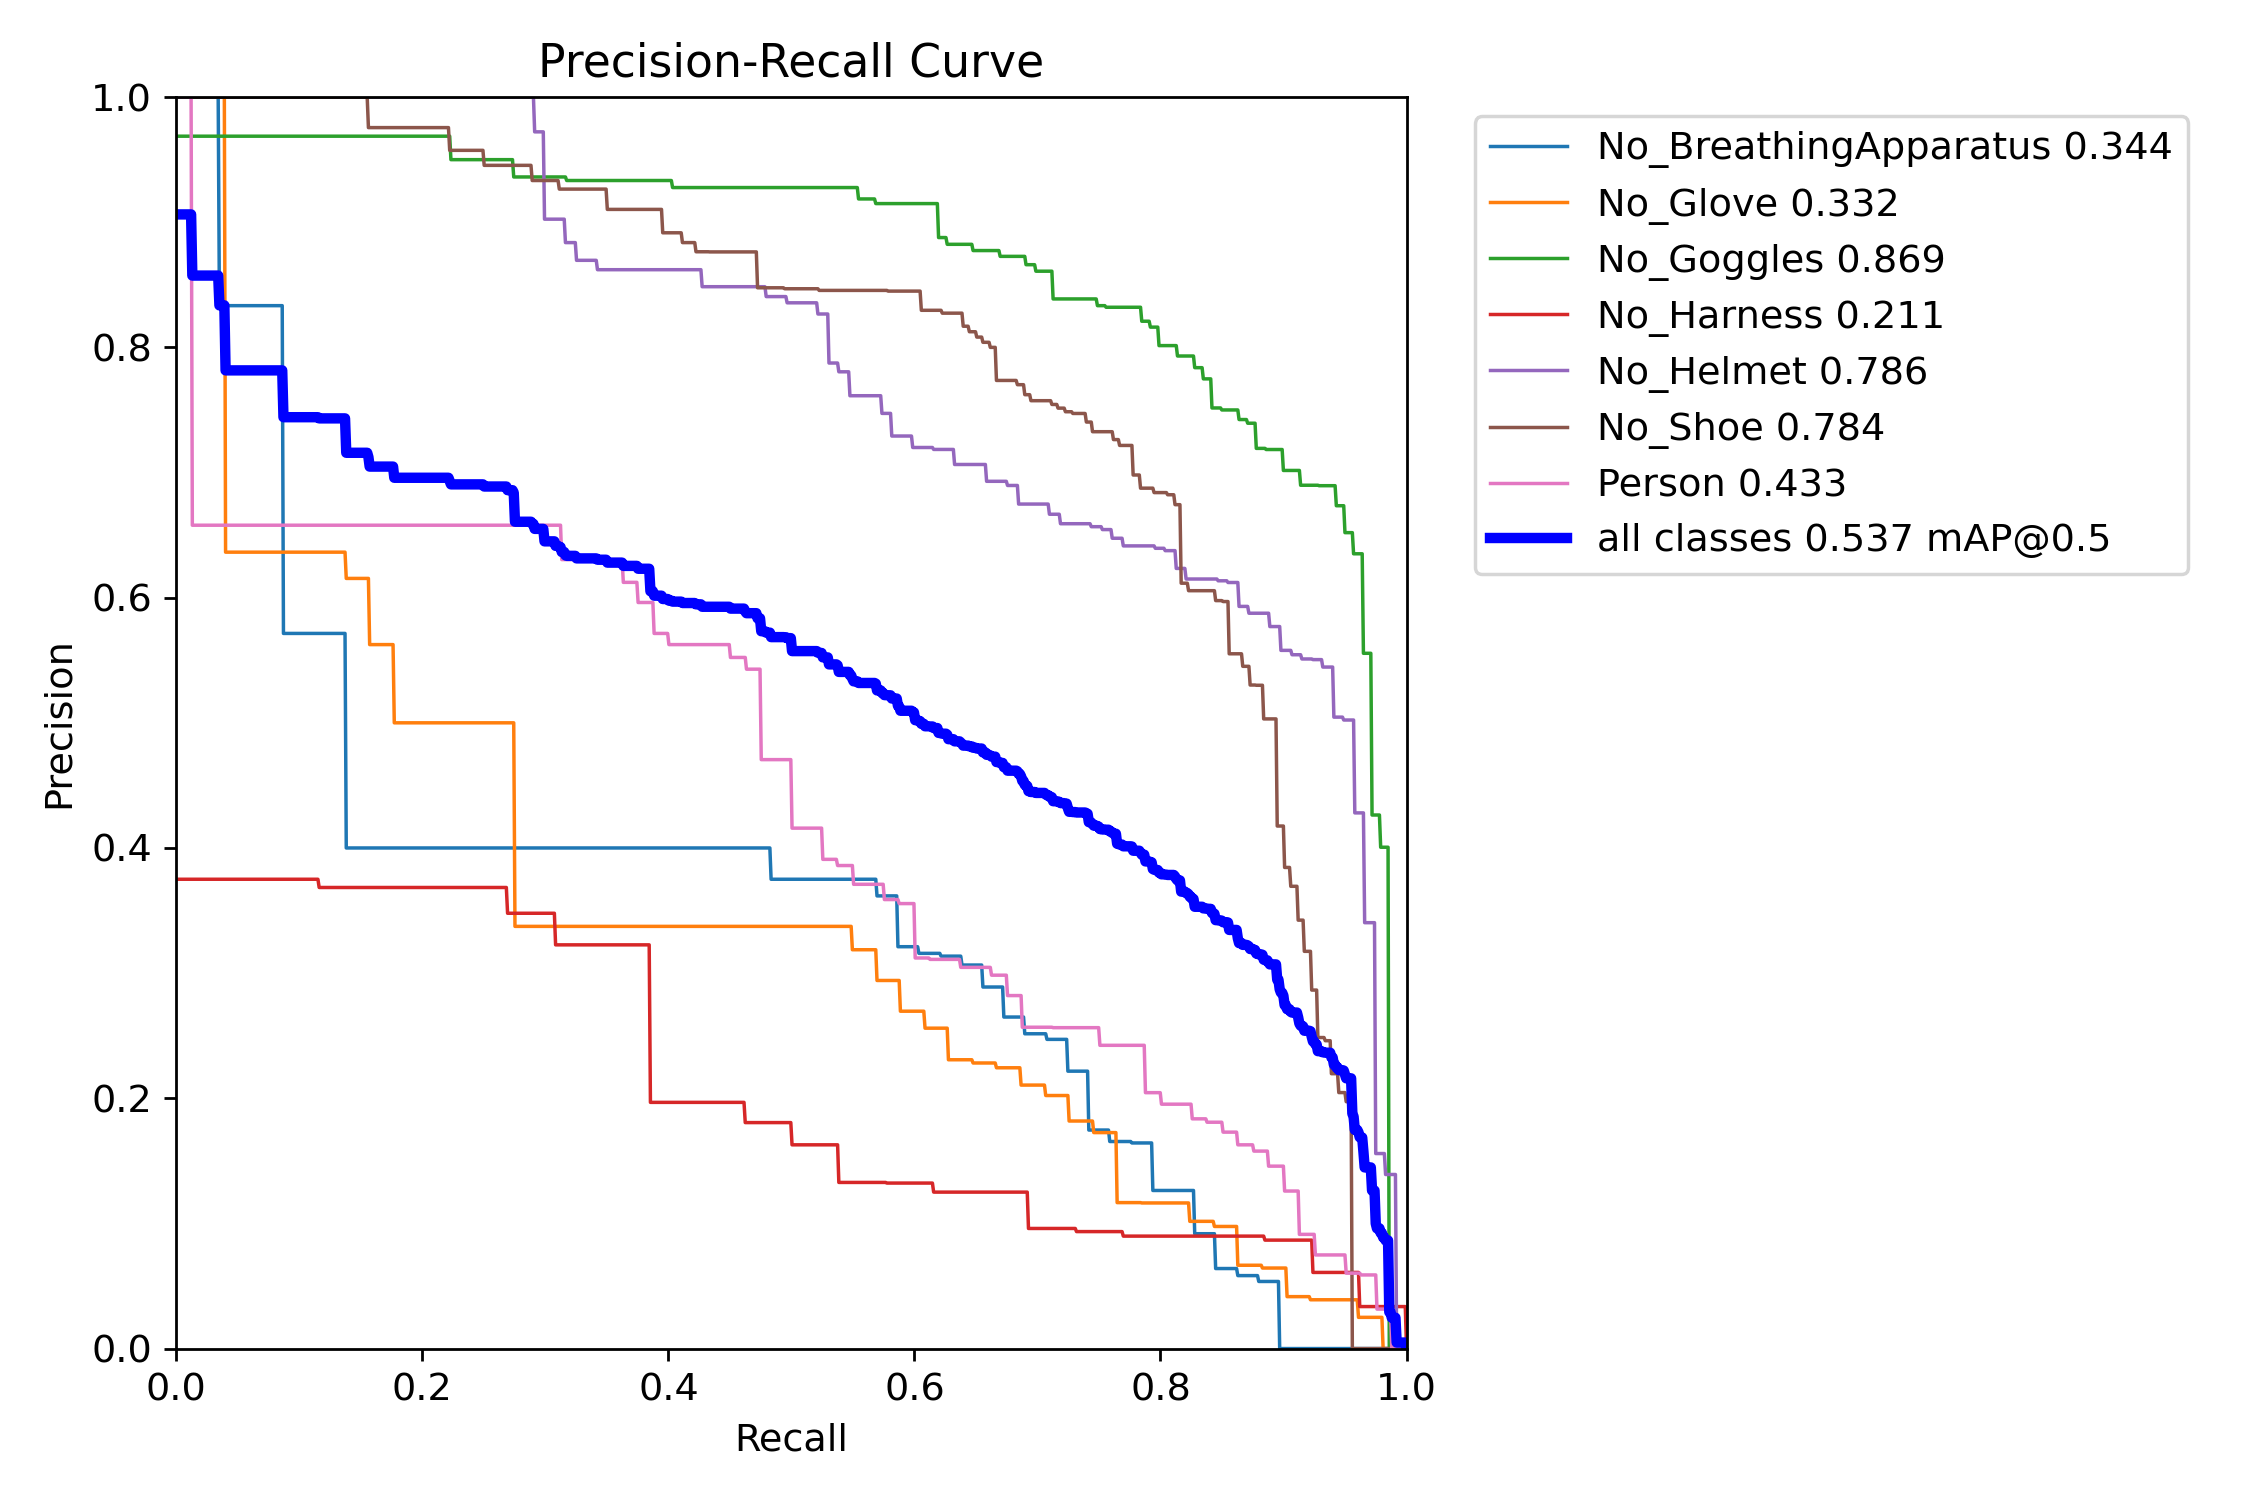 Precision-Recall Curve
1.0
0.8
0.6
0.4
0.2
0.0
Precision
0.0 0.2 0.4 0.6 0.8 1.0
Recall
No_BreathingApparatus 0.344
No_Glove 0.332
No_Goggles 0.869
No_Harness 0.211
No_Helmet 0.786
No_Shoe 0.784
Person 0.433
all classes 0.537 mAP@0.5